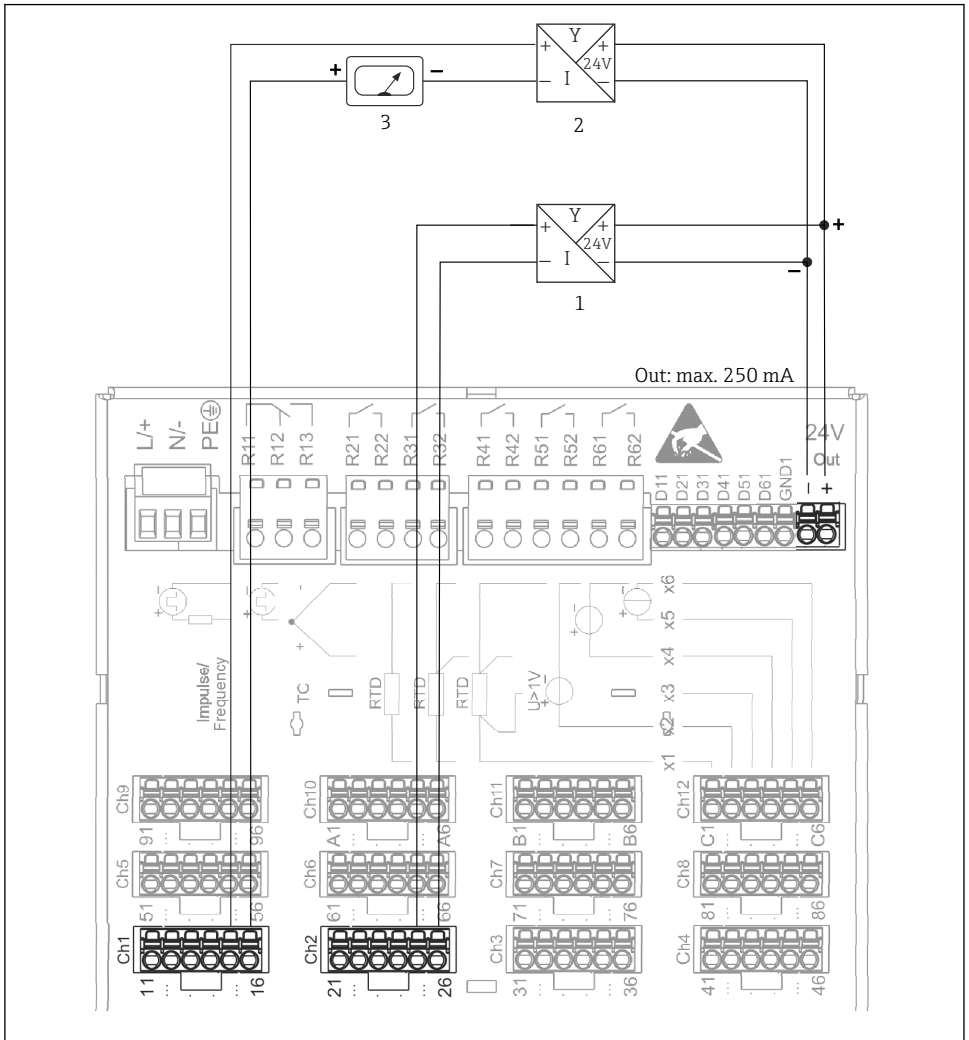 Y
+ +
24V
- I -
+ -
3
2
Y
+ +
24V
- I -
+
-
1
Out: max. 250 mA
L/+
N/-
PE
R11
R12
R13
R21
R22
R31
R32
R41
R42
R51
R52
R61
R62
D11
D21
D31
D41
D51
D61
GND1
24V
Out
- +
Impulse/
Frequency
- +
- +
-
+
TC
RTD
RTD
RTD
U>1V
- +
- +
- +
x6
x5
x4
x3
x2
x1
Ch9
91 ... . ... 96
Ch10
A1 ... . ... A6
Ch11
B1 ... . ... B6
Ch12
C1 ... . ... C6
Ch5
51 ... . ... 56
Ch6
61 ... . ... 66
Ch7
71 ... . ... 76
Ch8
81 ... . ... 86
Ch1
11 ... . ... 16
Ch2
21 ... . ... 26
Ch3
31 ... . ... 36
Ch4
41 ... . ... 46